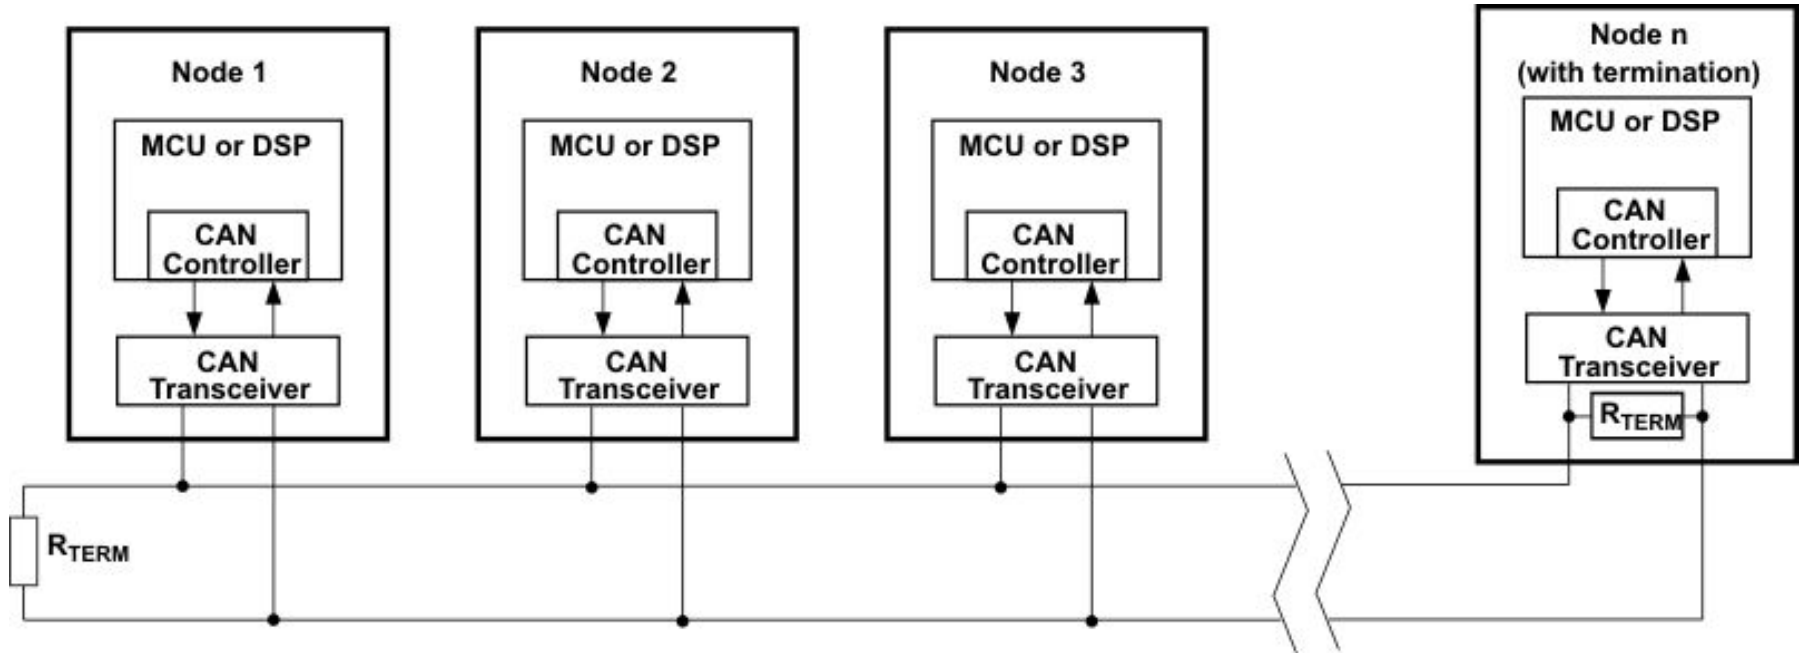 Node 1
MCU or DSP
CAN
Controller
CAN
Transceiver
Node 2
MCU or DSP
CAN
Controller
CAN
Transceiver
Node 3
MCU or DSP
CAN
Controller
CAN
Transceiver
Node n
(with termination)
MCU or DSP
CAN
Controller
CAN
Transceiver
RTERM
RTERM